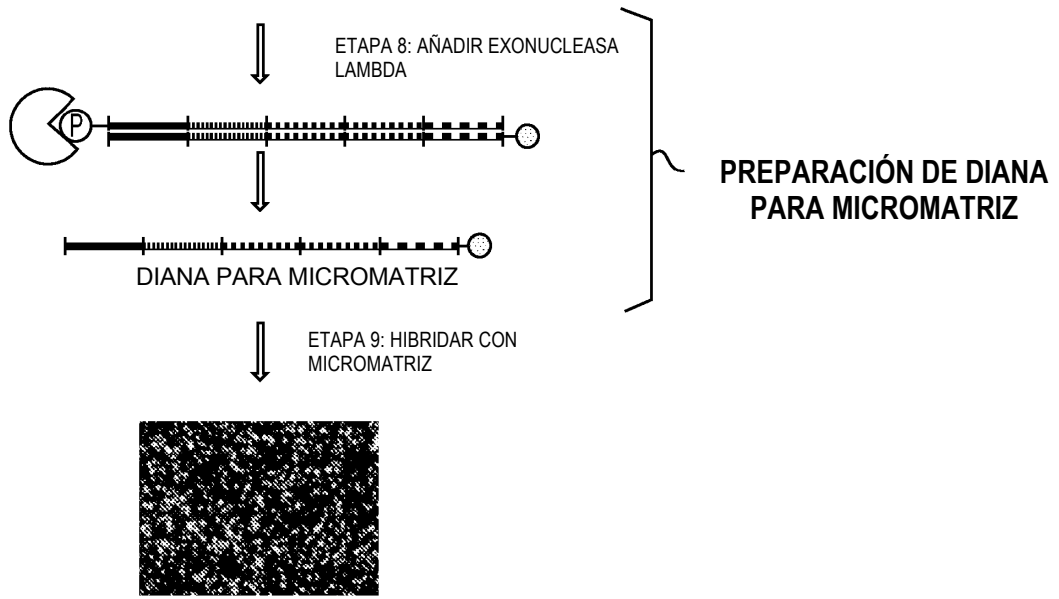 ETAPA 8: AÑADIR EXONUCLEASA
LAMBDA
P
PREPARACIÓN DE DIANA
PARA MICROMATRIZ
DIANA PARA MICROMATRIZ
ETAPA 9: HIBRIDAR CON
MICROMATRIZ